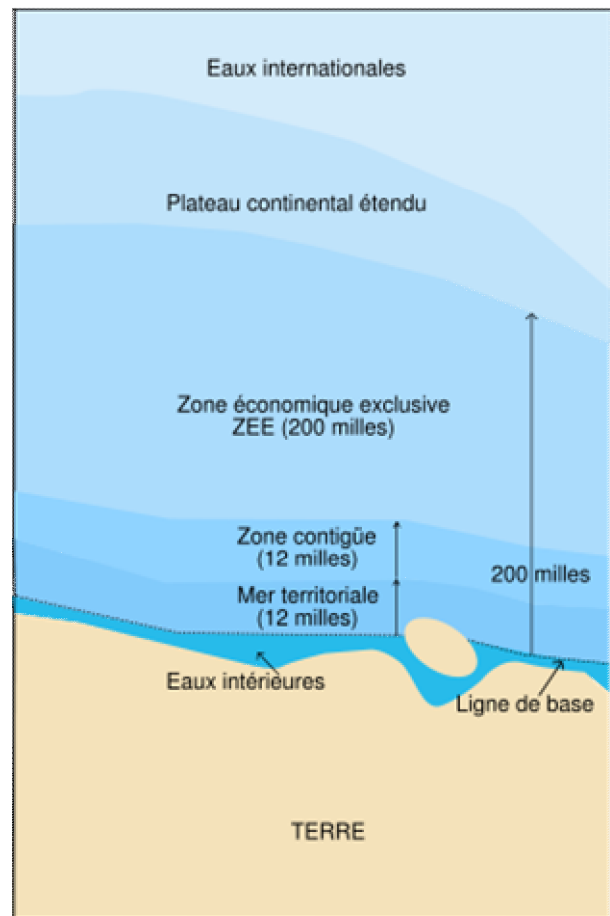 Eaux internationales
Plateau continental étendu
Zone économique exclusive
ZEE (200 milles)
Zone contigüe
(12 milles)
200 milles
Mer territoriale
(12 milles)
Eaux intérieures
Ligne de base
TERRE